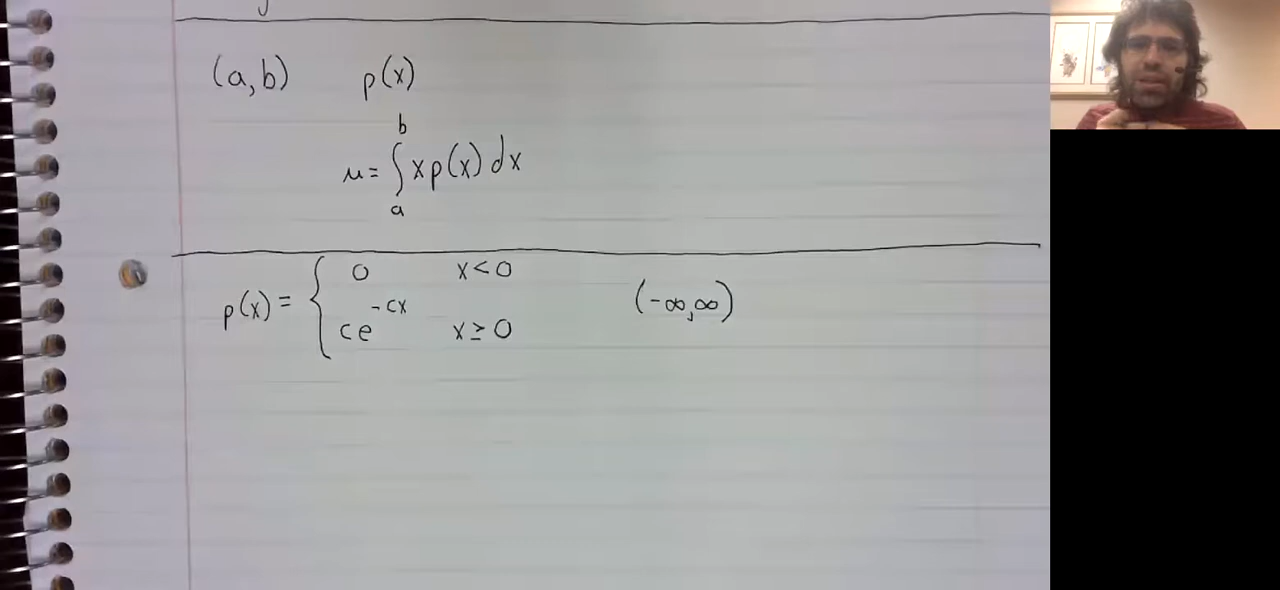 (a,b) p(x)
μ = ∫_a^b x p(x) dx
p(x) = { 0 x < 0
ce^{-cx} x ≥ 0
(-∞,∞)